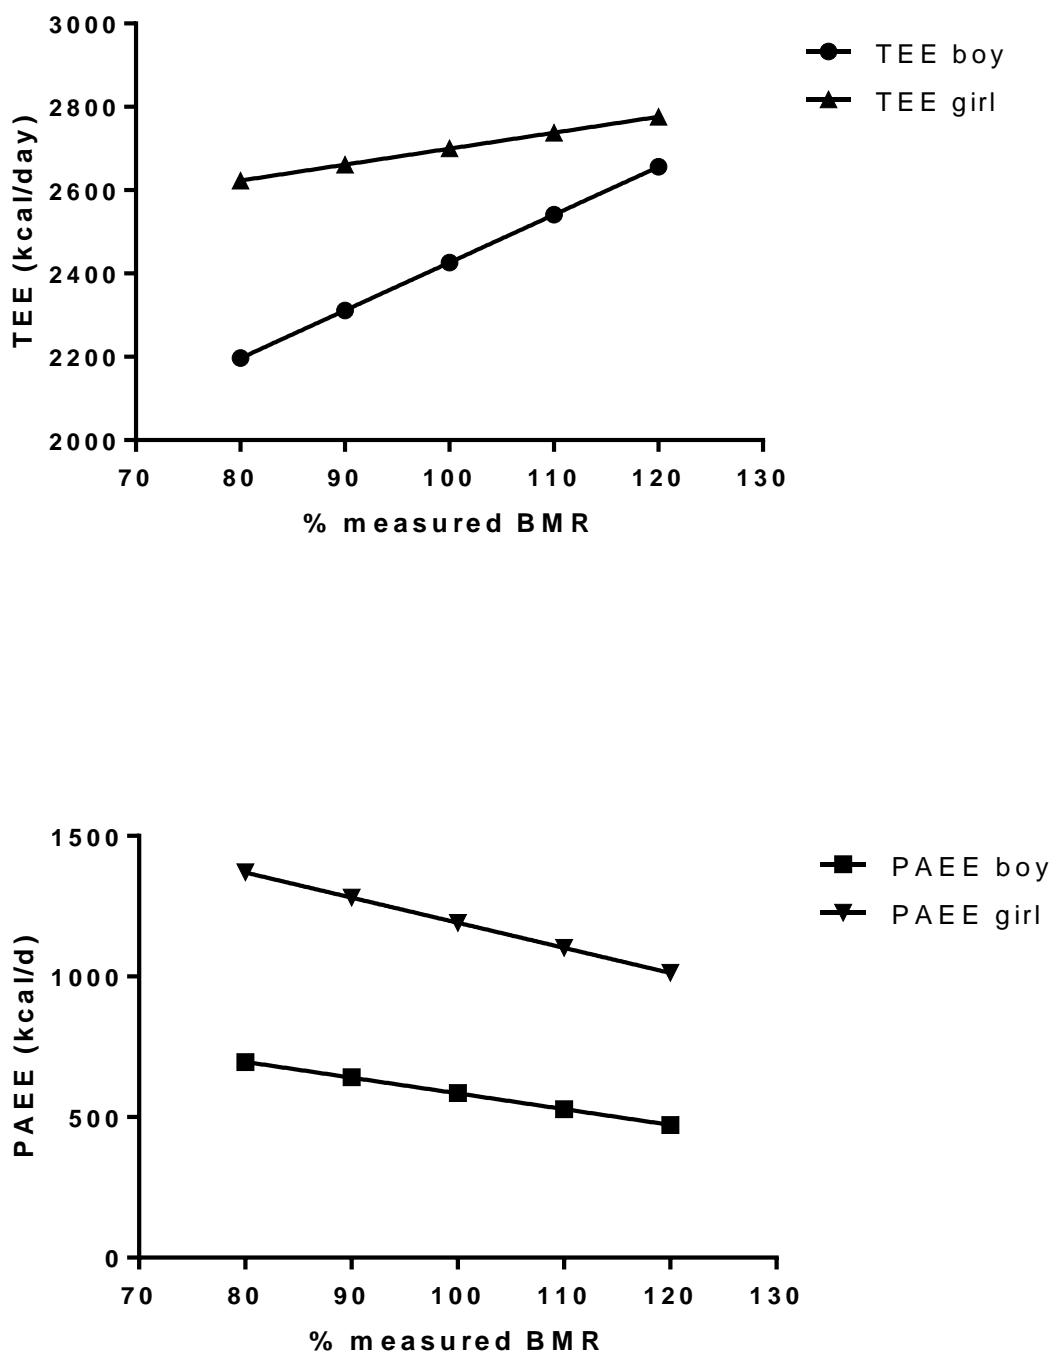 3000
2800
2600
2400
2200
2000
TEE (kcal/day)
70 80 90 100 110 120 130
% measured BMR
TEE boy
TEE girl
1500
1000
500
0
PAEE (kcal/d)
70 80 90 100 110 120 130
% measured BMR
PAEE boy
PAEE girl